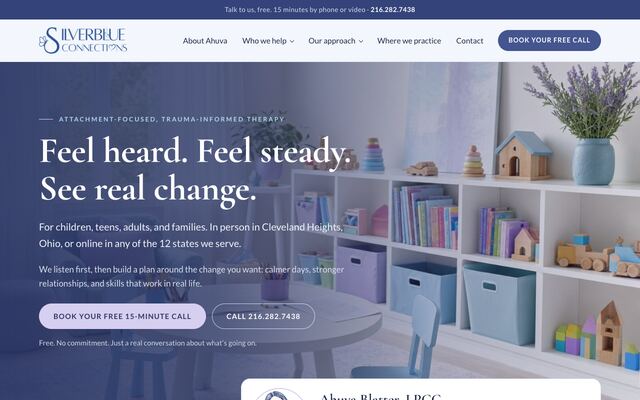 Talk to us, free. 15 minutes by phone or video - 216.282.7438
SILVERBLUE
CONNECTIONS
About Ahuva Who we help Our approach Where we practice Contact BOOK YOUR FREE CALL
ATTACHMENT-FOCUSED, TRAUMA-INFORMED THERAPY
Feel heard. Feel steady.
See real change.
For children, teens, adults, and families. In person in Cleveland Heights,
Ohio, or online in any of the 12 states we serve.
We listen first, then build a plan around the change you want: calmer days, stronger
relationships, and skills that work in real life.
BOOK YOUR FREE 15-MINUTE CALL CALL 216.282.7438
Free. No commitment. Just a real conversation about what's going on.
Ahuva Blatter, LPCC